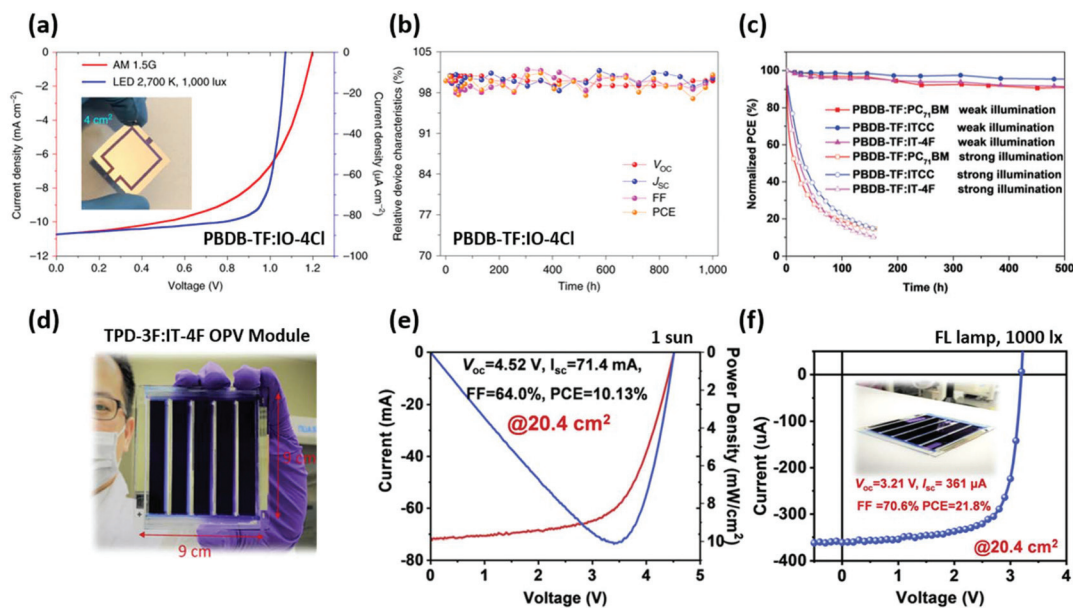 (a)
AM 1.5G
LED 2,700 K, 1,000 lux
4 cm²
PBDB-TF:IO-4Cl
Current density (mA cm⁻²)
0
−2
−4
−6
−8
−10
−12
0
−20
−40
−60
−80
−100
Current density (μA cm⁻²)
0.0 0.2 0.4 0.6 0.8 1.0 1.2
Voltage (V)
(b)
Relative device characteristics (%)
105
98
91
84
77
70
V_OC
J_SC
FF
PCE
PBDB-TF:IO-4Cl
0 200 400 600 800 1,000
Time (h)
(c)
Normalized PCE (%)
100
80
60
40
20
0
PBDB-TF:PC₇₁BM weak illumination
PBDB-TF:ITCC weak illumination
PBDB-TF:IT-4F weak illumination
PBDB-TF:PC₇₁BM strong illumination
PBDB-TF:ITCC strong illumination
PBDB-TF:IT-4F strong illumination
0 100 200 300 400 500
Time (h)
(d)
TPD-3F:IT-4F OPV Module
9 cm
9 cm
(e)
1 sun
Voc=4.52 V, Isc=71.4 mA,
FF=64.0%, PCE=10.13%
@20.4 cm²
Current (mA)
0
-20
-40
-60
-80
0
2
4
6
8
10
Power Density (mW/cm²)
0 1 2 3 4 5
Voltage (V)
(f)
FL lamp, 1000 lx
Current (uA)
0
-100
-200
-300
-400
Voc=3.21 V, Isc= 361 μA
FF =70.6% PCE=21.8%
@20.4 cm²
0 1 2 3 4
Voltage (V)